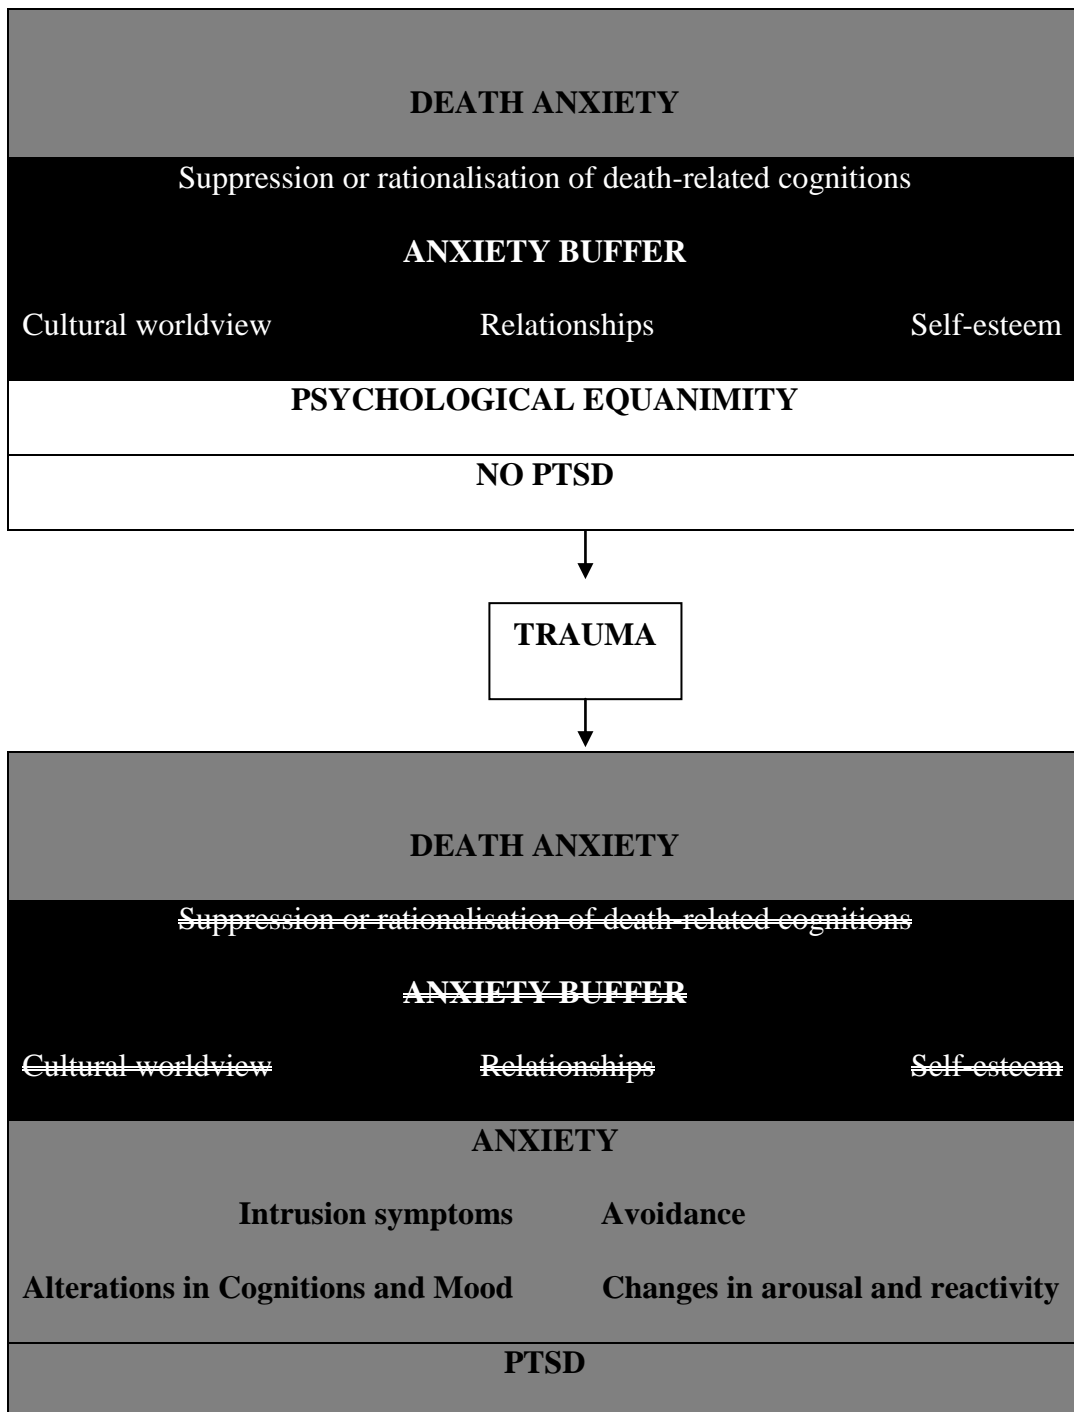 DEATH ANXIETY
Suppression or rationalisation of death-related cognitions
ANXIETY BUFFER
Cultural worldview Relationships Self-esteem
PSYCHOLOGICAL EQUANIMITY
NO PTSD
TRAUMA
DEATH ANXIETY
Suppression or rationalisation of death-related cognitions
ANXIETY BUFFER
Cultural worldview Relationships Self-esteem
ANXIETY
Intrusion symptoms Avoidance
Alterations in Cognitions and Mood Changes in arousal and reactivity
PTSD